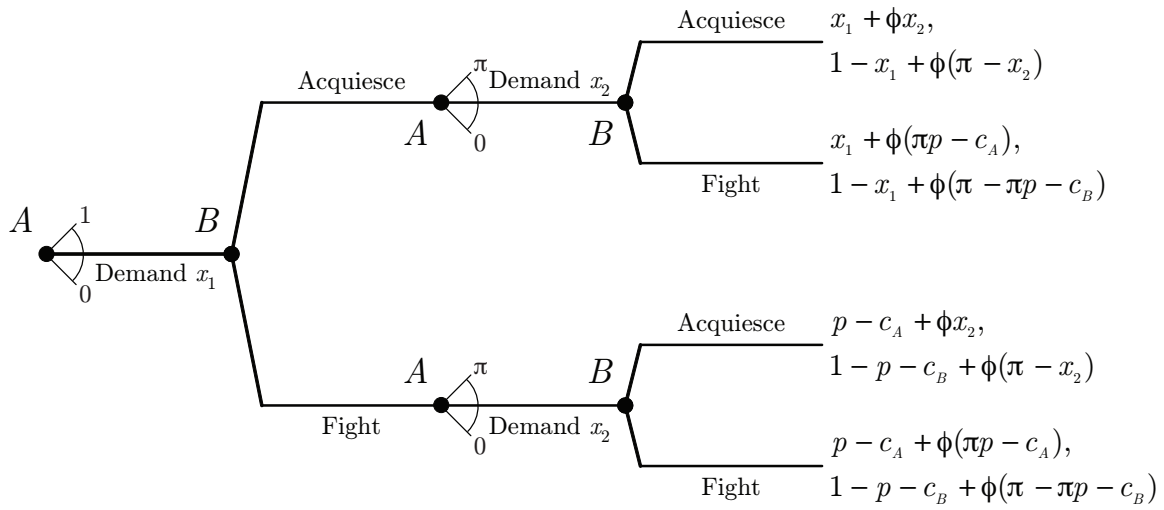 Acquiesce
x₁ + ϕx₂,
1 − x₁ + ϕ(π − x₂)
Acquiesce
π
Demand x₂
A
0
B
x₁ + ϕ(πp − c_A),
Fight
1 − x₁ + ϕ(π − πp − c_B)
A
1
B
Demand x₁
0
Acquiesce
p − c_A + ϕx₂,
1 − p − c_B + ϕ(π − x₂)
A
π
B
Fight
0
Demand x₂
p − c_A + ϕ(πp − c_A),
Fight
1 − p − c_B + ϕ(π − πp − c_B)